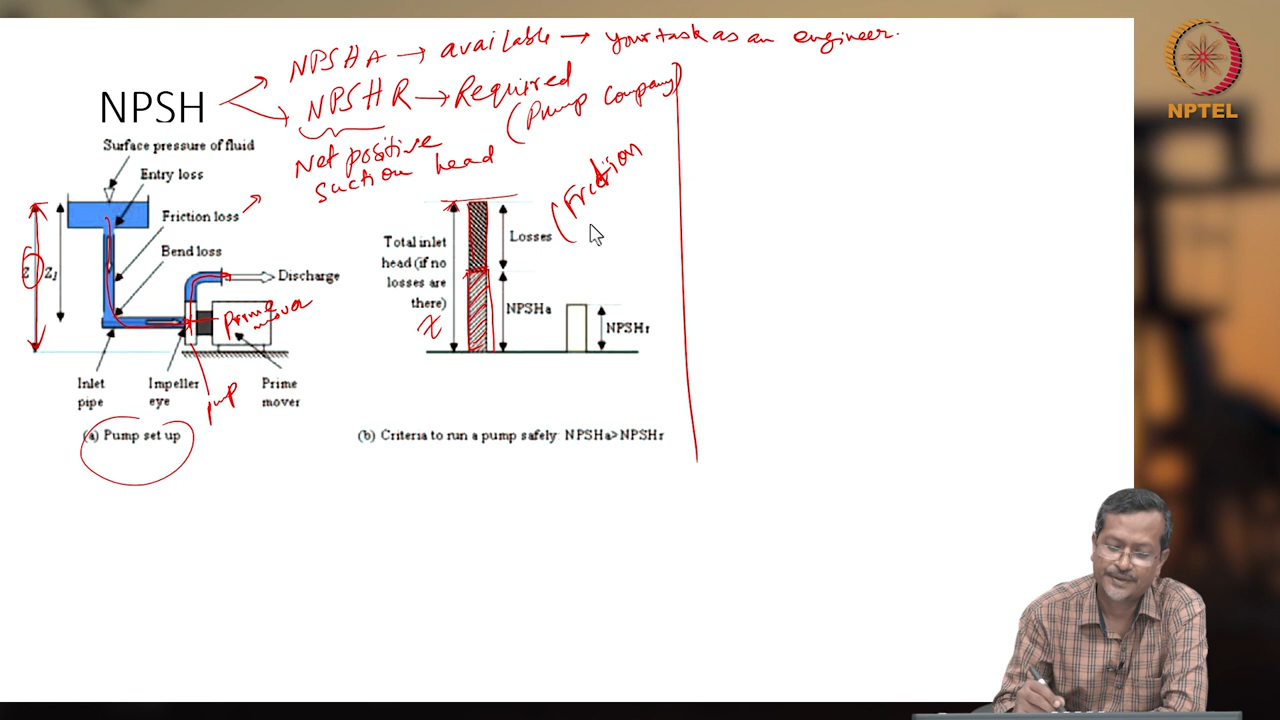 NPSHA → available → your task as an engineer.
NPSH
NPSHR → Required
(Pump company)
Net positive
suction head
NPTEL
Surface pressure of fluid
Entry loss
Friction loss
Bend loss
Z
Z1
Discharge
Prime
mover
Inlet
pipe
Impeller
eye
Prime
mover
pump
(a) Pump set up
Total inlet
head (if no
losses are
there)
Z
Losses
(Friction
NPSHa
NPSHr
(b) Criteria to run a pump safely NPSHa>NPSHr